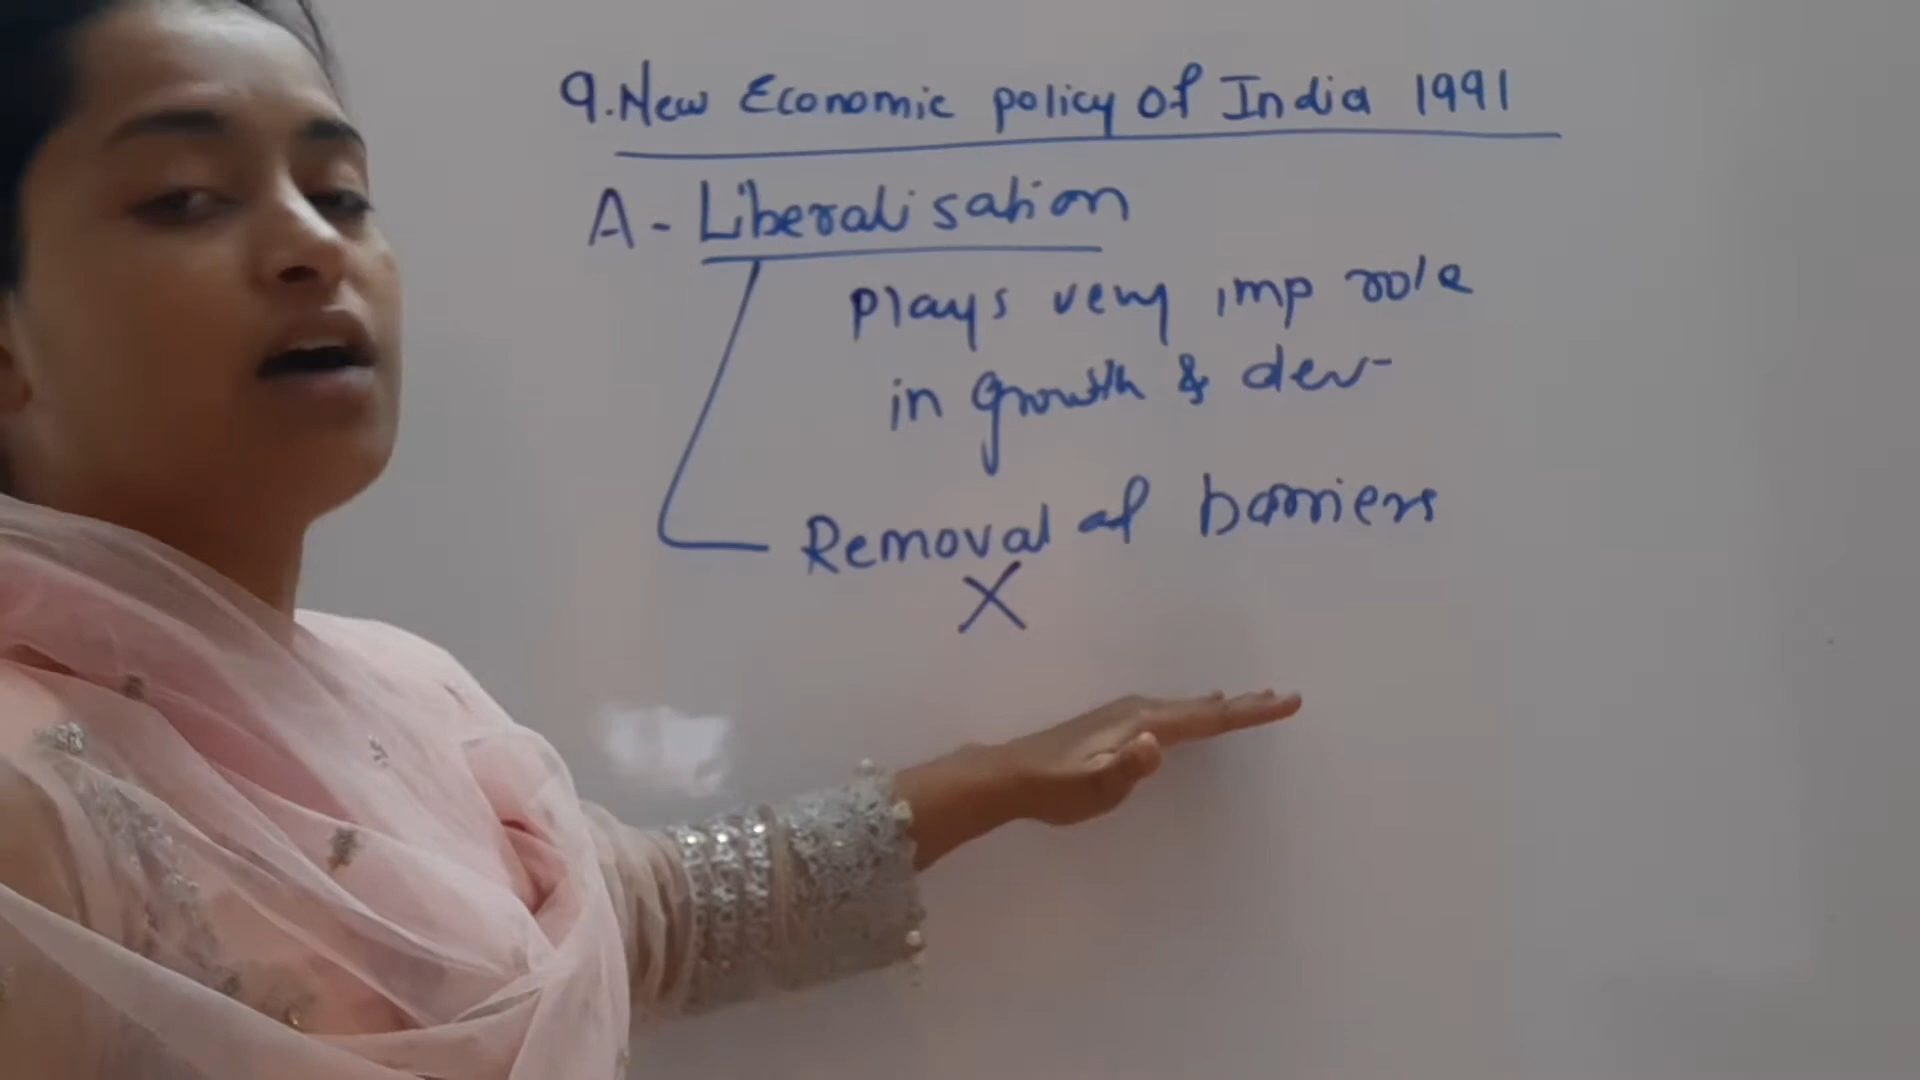 9. New Economic policy of India 1991
A - Liberalisation
plays very imp role
in growth & dev-
Removal of barriers
X